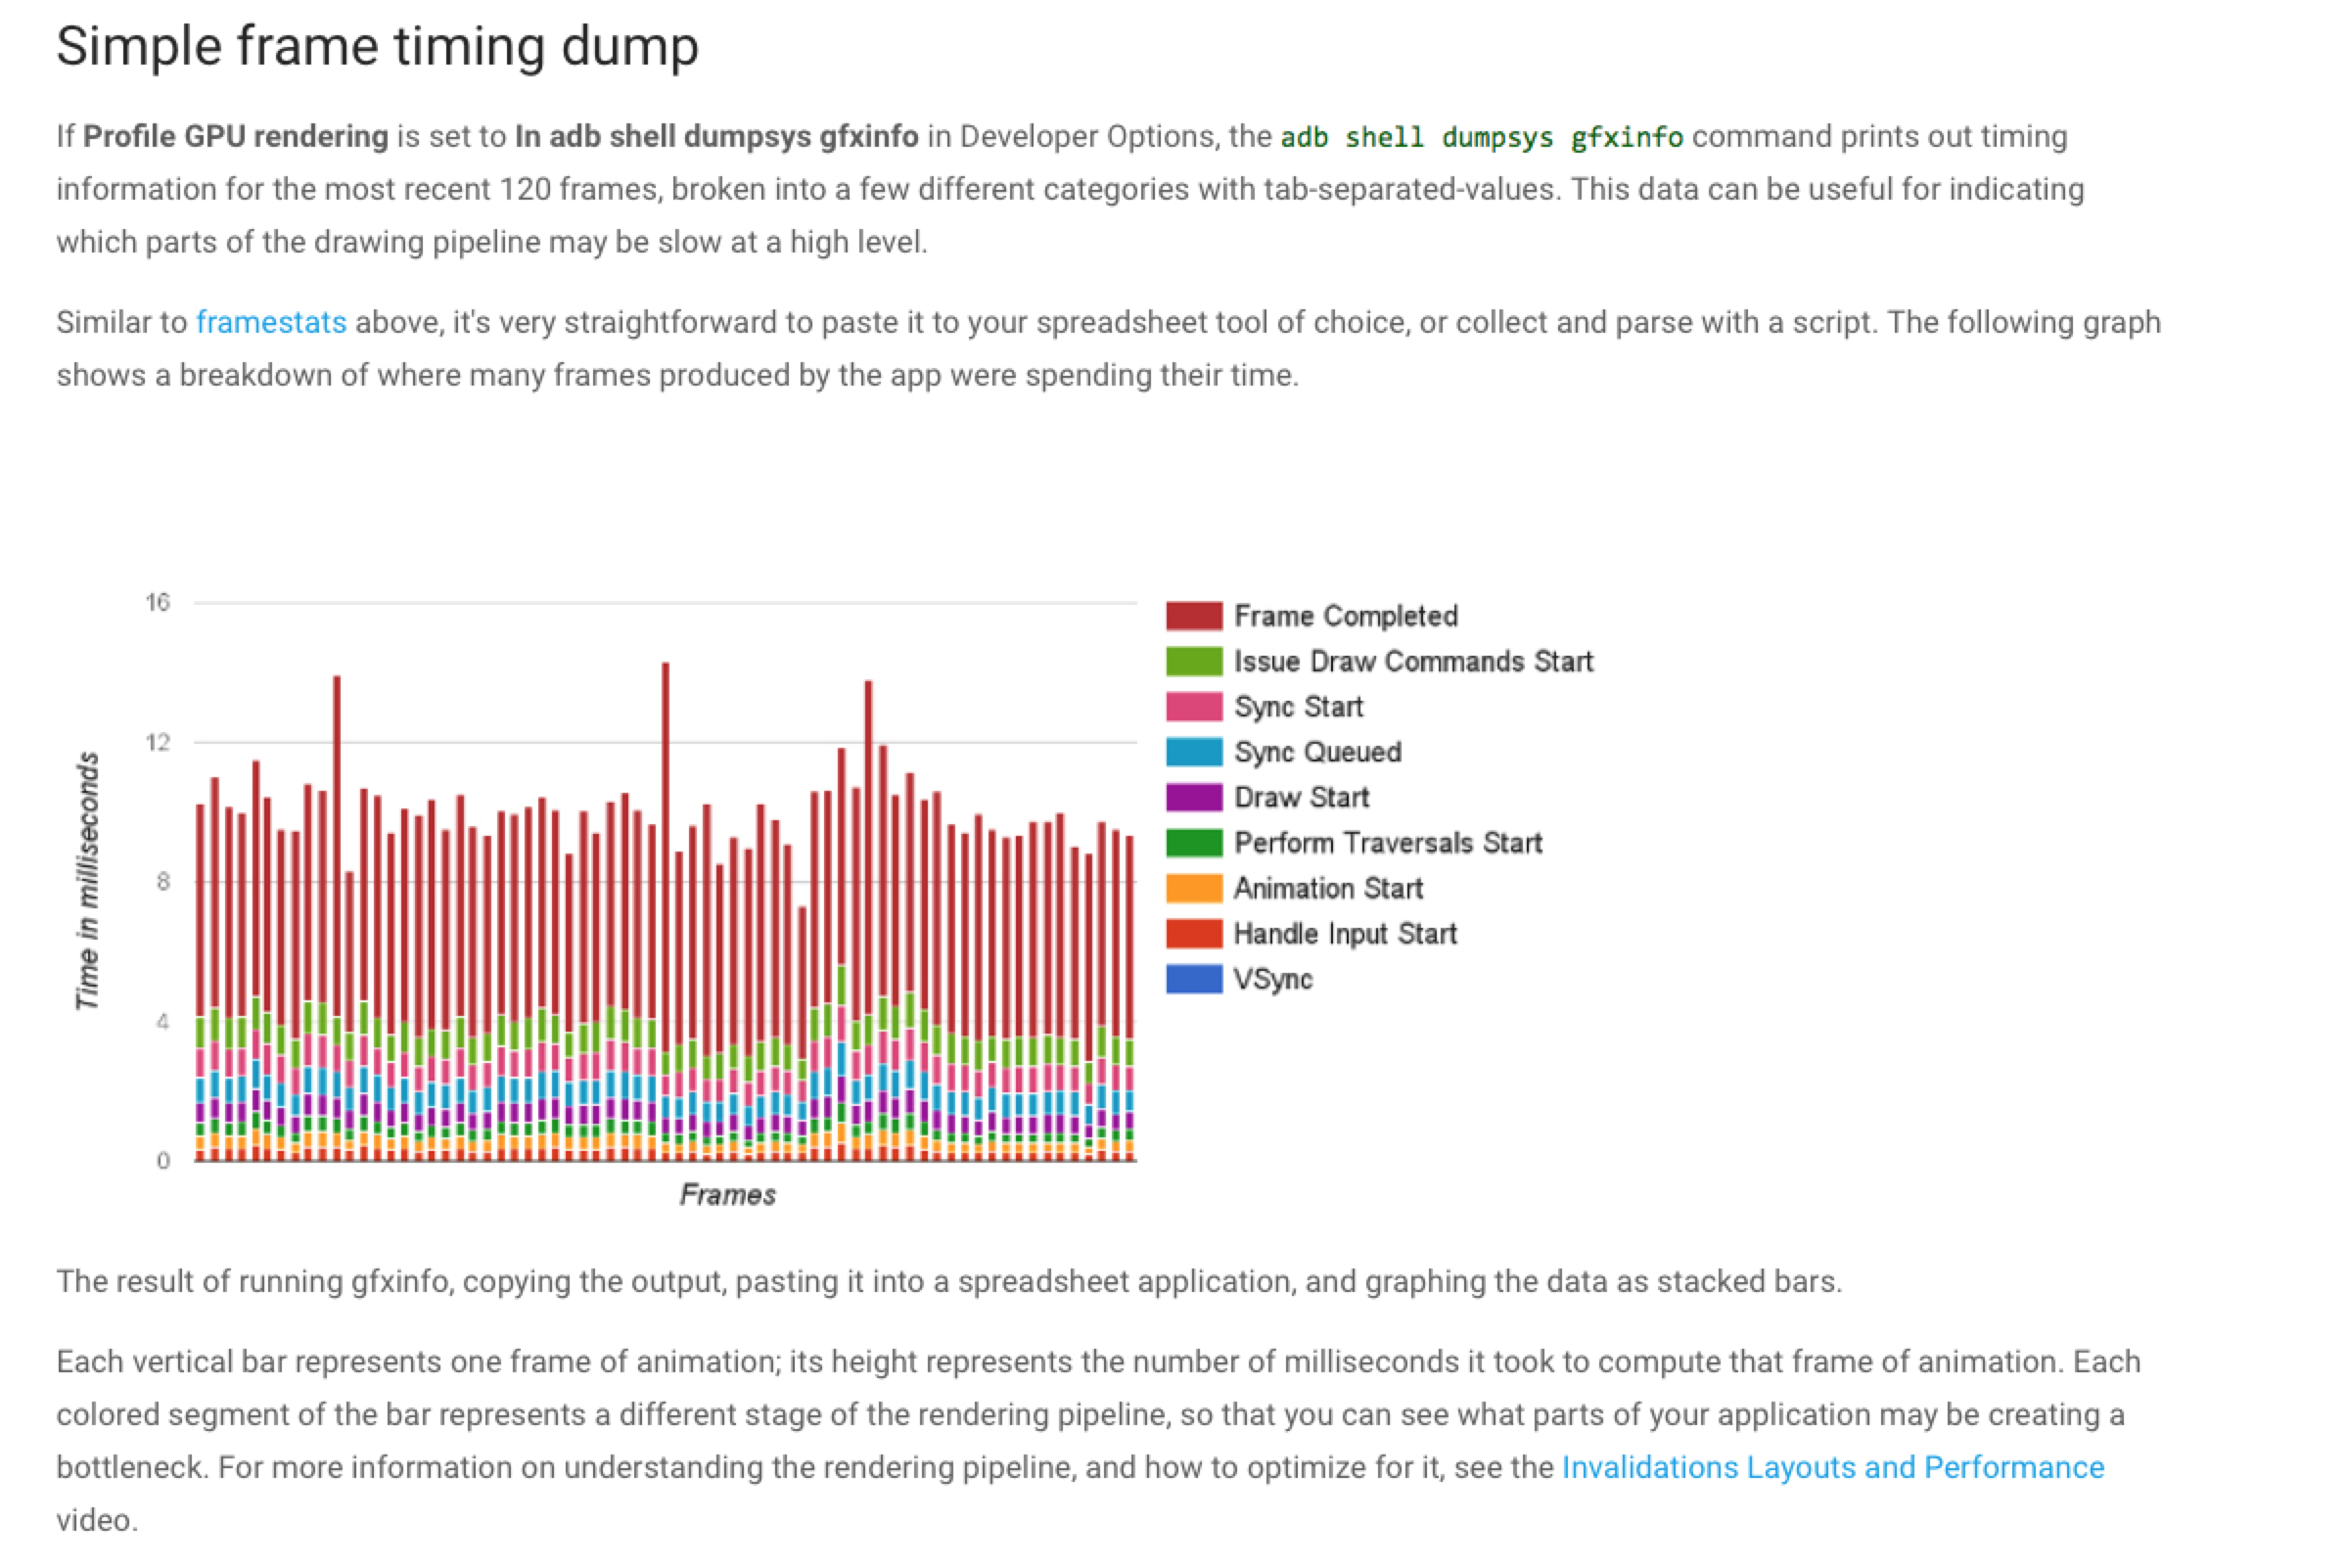 Simple frame timing dump
If Profile GPU rendering is set to In adb shell dumpsys gfxinfo in Developer Options, the adb shell dumpsys gfxinfo command prints out timing
information for the most recent 120 frames, broken into a few different categories with tab-separated-values. This data can be useful for indicating
which parts of the drawing pipeline may be slow at a high level.
Similar to framestats above, it's very straightforward to paste it to your spreadsheet tool of choice, or collect and parse with a script. The following graph
shows a breakdown of where many frames produced by the app were spending their time.
16
12
8
4
0
Time in milliseconds
Frames
Frame Completed
Issue Draw Commands Start
Sync Start
Sync Queued
Draw Start
Perform Traversals Start
Animation Start
Handle Input Start
VSync
The result of running gfxinfo, copying the output, pasting it into a spreadsheet application, and graphing the data as stacked bars.
Each vertical bar represents one frame of animation; its height represents the number of milliseconds it took to compute that frame of animation. Each
colored segment of the bar represents a different stage of the rendering pipeline, so that you can see what parts of your application may be creating a
bottleneck. For more information on understanding the rendering pipeline, and how to optimize for it, see the Invalidations Layouts and Performance
video.